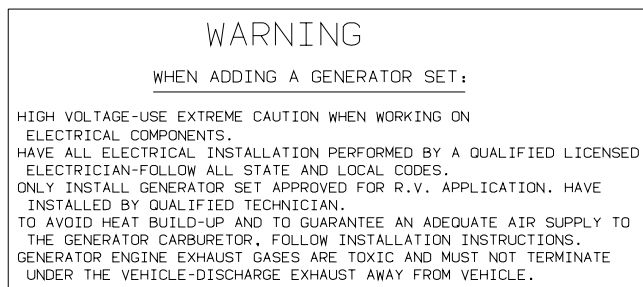 WARNING
WHEN ADDING A GENERATOR SET:
HIGH VOLTAGE-USE EXTREME CAUTION WHEN WORKING ON
ELECTRICAL COMPONENTS.
HAVE ALL ELECTRICAL INSTALLATION PERFORMED BY A QUALIFIED LICENSED
ELECTRICIAN-FOLLOW ALL STATE AND LOCAL CODES.
ONLY INSTALL GENERATOR SET APPROVED FOR R.V. APPLICATION. HAVE
INSTALLED BY QUALIFIED TECHNICIAN.
TO AVOID HEAT BUILD-UP AND TO GUARANTEE AN ADEQUATE AIR SUPPLY TO
THE GENERATOR CARBURETOR, FOLLOW INSTALLATION INSTRUCTIONS.
GENERATOR ENGINE EXHAUST GASES ARE TOXIC AND MUST NOT TERMINATE
UNDER THE VEHICLE-DISCHARGE EXHAUST AWAY FROM VEHICLE.